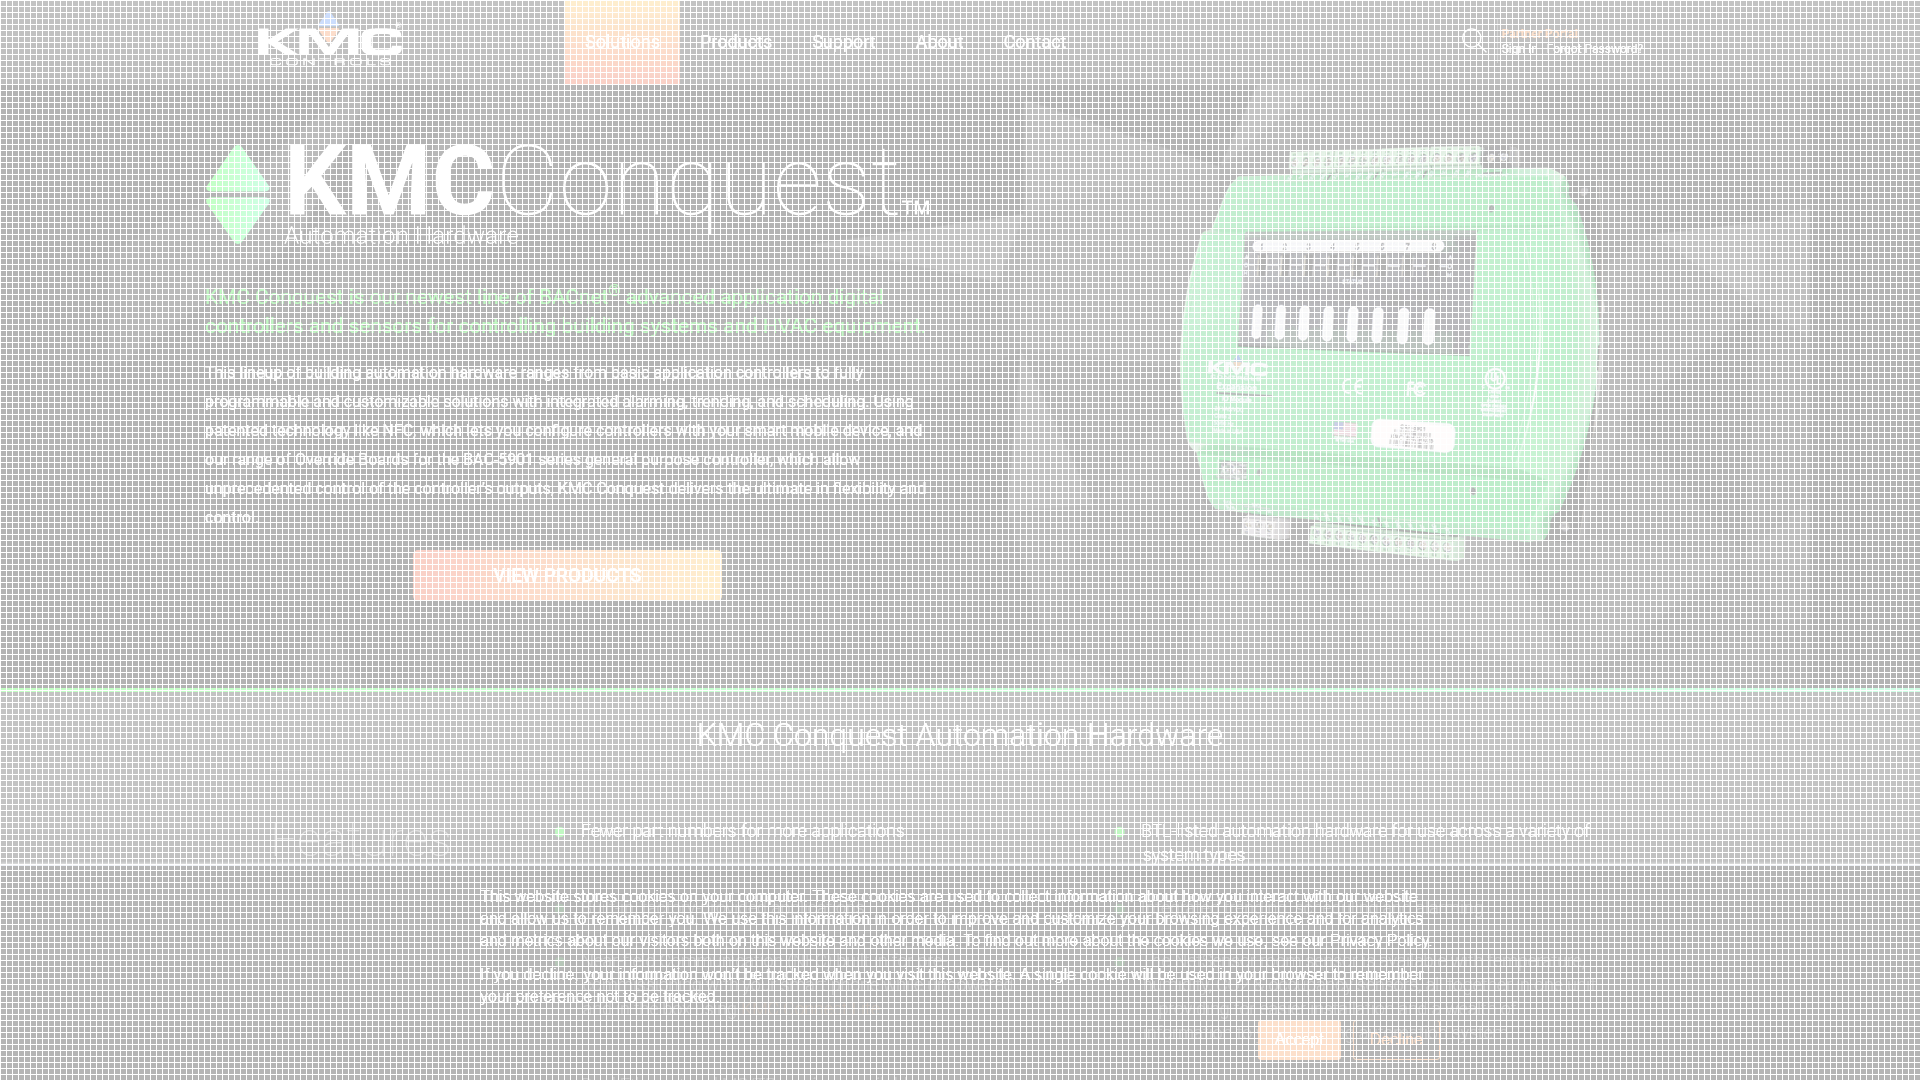 KMC
CONTROLS
Solutions Products Support About Contact
Partner Portal
Sign In Forgot Password?
KMCConquest™
Automation Hardware
KMC Conquest is our newest line of BACnet® advanced application digital
controllers and sensors for controlling building systems and HVAC equipment.
This lineup of building automation hardware ranges from basic application controllers to fully
programmable and customizable solutions with integrated alarming, trending, and scheduling. Using
patented technology like NFC, which lets you configure controllers with your smart mobile device, and
our range of Override Boards for the BAC-5901 series general purpose controller, which allow
unprecedented control of the controller's outputs, KMC Conquest delivers the ultimate in flexibility and
control.
VIEW PRODUCTS
1 2 3 4 5 6 7 8
KMC
CE FC
KMC Conquest Automation Hardware
Features
Fewer part numbers for more applications
BTL-listed automation hardware for use across a variety of
system types
This website stores cookies on your computer. These cookies are used to collect information about how you interact with our website
and allow us to remember you. We use this information in order to improve and customize your browsing experience and for analytics
and metrics about our visitors both on this website and other media. To find out more about the cookies we use, see our Privacy Policy.
If you decline, your information won't be tracked when you visit this website. A single cookie will be used in your browser to remember
your preference not to be tracked.
Accept Decline